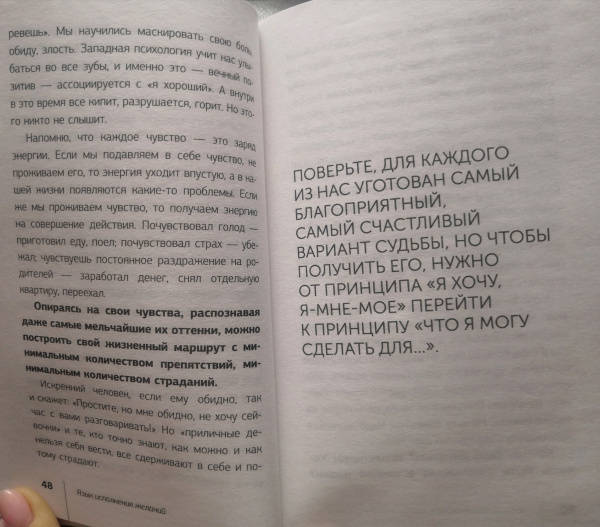 ревешь». Мы научились маскировать свою боль,
обиду, злость. Западная психология учит нас улы-
баться во все зубы, и именно это — вечный по-
зитив — ассоциируется с «я хороший». А внутри
в это время все кипит, разрушается, горит. Но это-
го никто не слышит.
Напомню, что каждое чувство — это заряд
энергии. Если мы подавляем в себе чувство, не
проживаем его, то энергия уходит впустую, а в на-
шей жизни появляются какие-то проблемы. Если
же мы проживаем чувство, то получаем энергию
на совершение действия. Почувствовал голод —
приготовил еду, поел; почувствовал страх — убе-
жал; чувствуешь постоянное раздражение на ро-
дителей — заработал денег, снял отдельную
квартиру, переехал.
Опираясь на свои чувства, распознавая
даже самые мельчайшие их оттенки, можно
построить свой жизненный маршрут с ми-
нимальным количеством препятствий, ми-
нимальным количеством страданий.
Искренний человек, если ему обидно, так
и скажет: «Простите, но мне обидно, не хочу сей-
час с вами разговаривать!» Но «приличные де-
вочки» и те, кто точно знают, как можно и как
нельзя себя вести, все сдерживают в себе и по-
тому страдают.
48
Язык исполнения желаний
ПОВЕРЬТЕ, ДЛЯ КАЖДОГО
ИЗ НАС УГОТОВАН САМЫЙ
БЛАГОПРИЯТНЫЙ,
САМЫЙ СЧАСТЛИВЫЙ
ВАРИАНТ СУДЬБЫ, НО ЧТОБЫ
ПОЛУЧИТЬ ЕГО, НУЖНО
ОТ ПРИНЦИПА «Я ХОЧУ,
Я-МНЕ-МОЕ» ПЕРЕЙТИ
К ПРИНЦИПУ «ЧТО Я МОГУ
СДЕЛАТЬ ДЛЯ...».